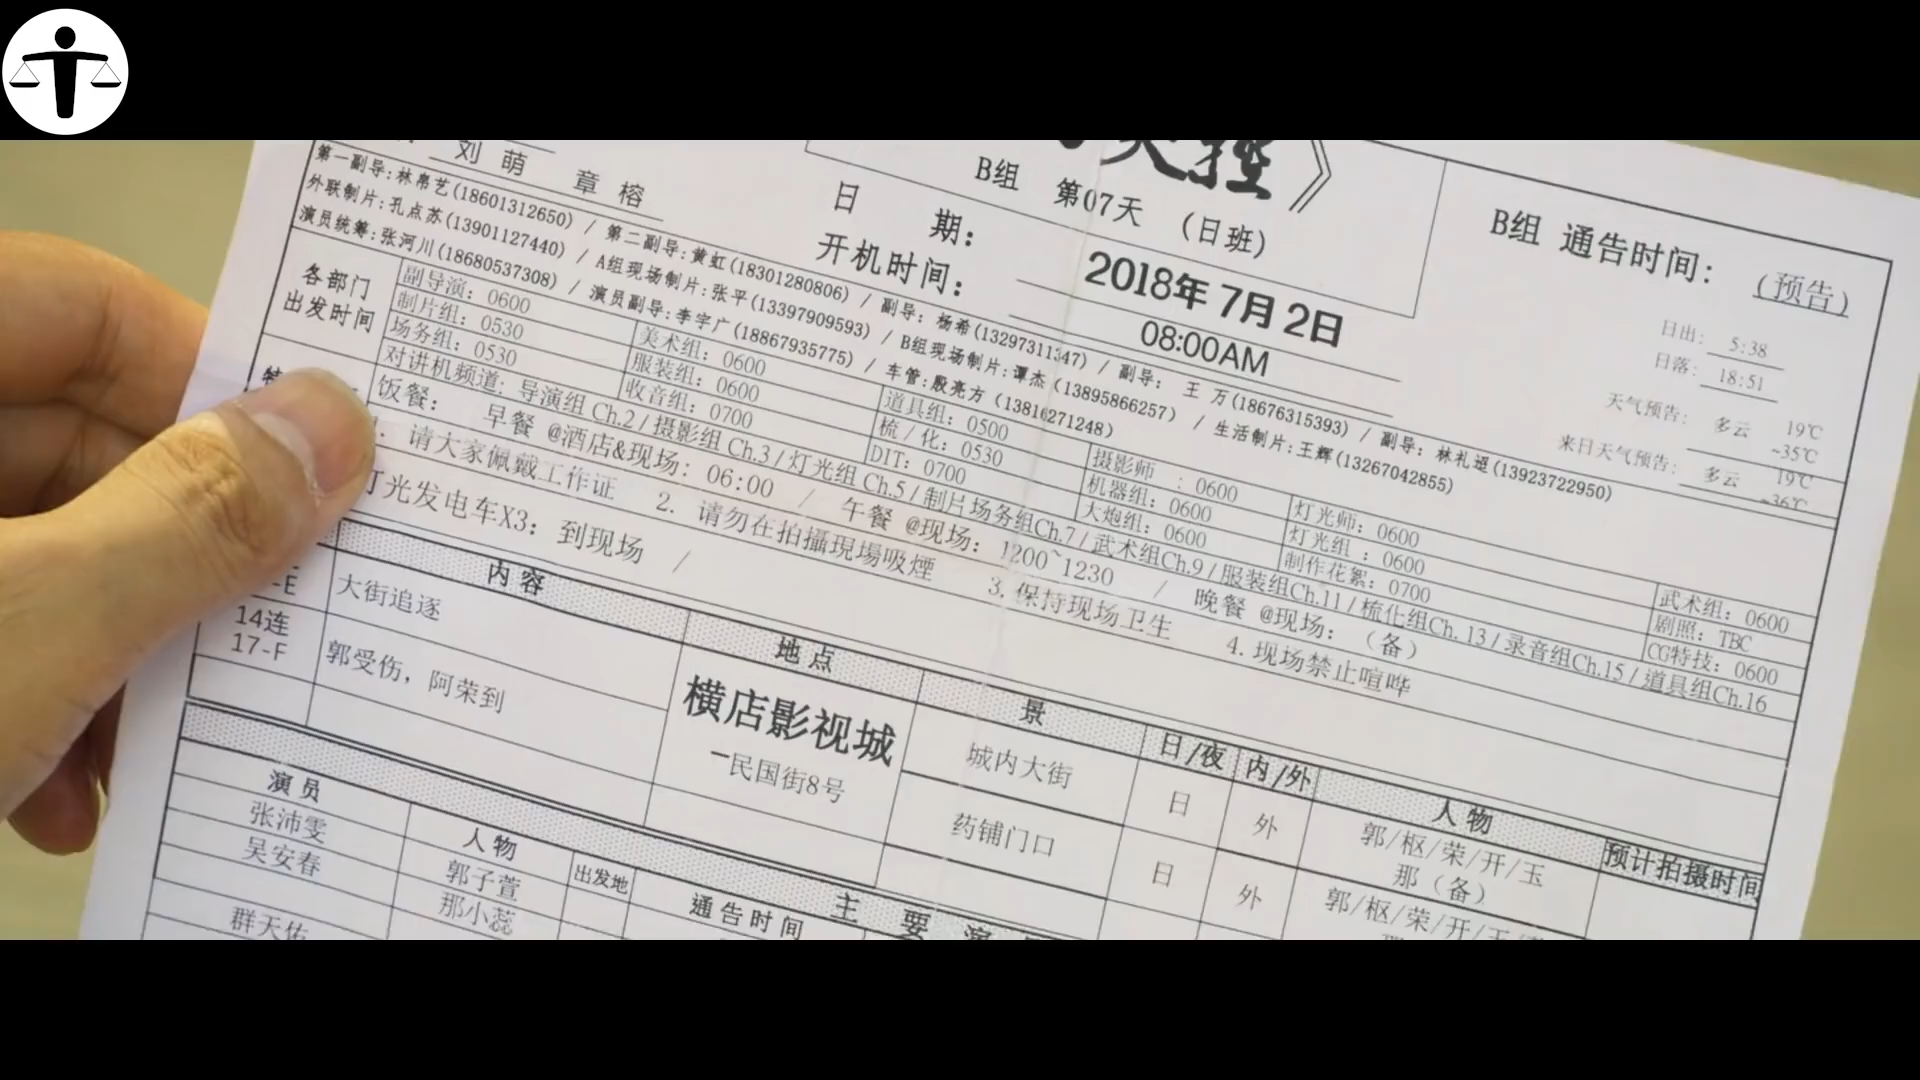 刘萌 章榕
B组 第07天 (日班)
日期: 2018年7月2日
开机时间: 08:00AM
B组 通告时间: (预告)
日出: 5:38
日落: 18:51
天气预告: 多云 19℃~35℃
来日天气预告: 多云 19℃~36℃
第一副导:林帛艺(18601312650) / 第二副导:黄虹(18301280806) / 副导: 杨希(13297311347) / 副导: 王 万(18676315393) / 副导: 林礼超(13923722950)
外联制片:孔点苏(13901127440) / A组现场制片:张平(13397909593) / B组现场制片:谭杰(13895866257) / 生活制片:王辉(13267042855)
演员统筹:张河川(18680537308) / 演员副导:李宇广(18867935775) / 车管:殷亮方(13816271248)
各部门出发时间
副导演: 0600
制片组: 0530 美术组: 0600 道具组: 0500 摄影师 : 0600 灯光师: 0600 武术组: 0600
场务组: 0530 服装组: 0600 梳/化: 0530 机器组: 0600 灯光组 : 0600 剧照: TBC
收音组: 0700 DIT: 0700 大炮组: 0600 制作花絮: 0700 CG特技: 0600
对讲机频道: 导演组 Ch.2 / 摄影组 Ch.3 / 灯光组 Ch.5 / 制片场务组Ch.7 / 武术组Ch.9 / 服装组Ch.11 / 梳化组Ch. 13 / 录音组Ch.15 / 道具组Ch.16
饭餐: 早餐 @酒店&现场: 06:00 / 午餐 @现场: 1200~1230 / 晚餐 @现场: (备)
1. 请大家佩戴工作证 2. 请勿在拍攝現場吸煙 3. 保持现场卫生 4. 现场禁止喧哗
灯光发电车X3: 到现场 /
内容 地点 景 日/夜 内/外 人物 预计拍摄时间
-E 大街追逐 横店影视城 城内大街 日 外 郭/枢/荣/开/玉
那(备)
14连
17-F 郭受伤,阿荣到 一民国街8号 药铺门口 日 外 郭/枢/荣/开/玉
主要演
演员 人物 出发地 通告时间
张沛雯 郭子萱
吴安春 那小蕊
群天佑